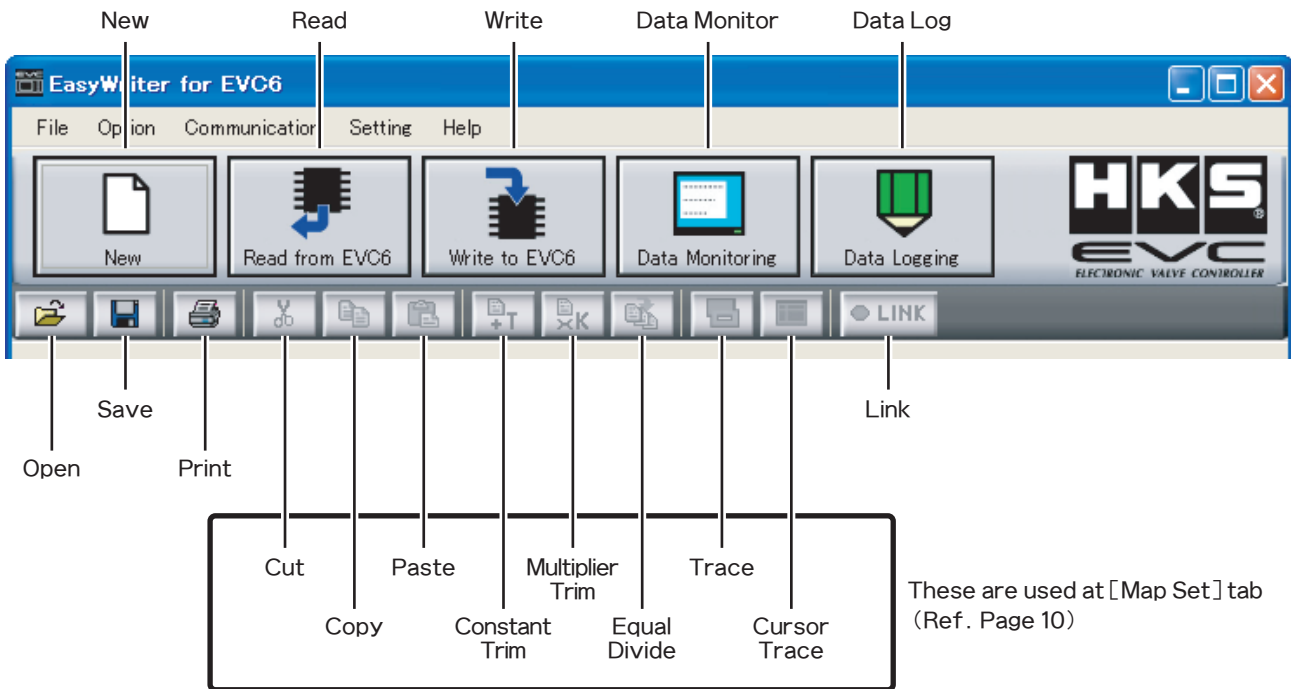 New Read Write Data Monitor Data Log
EVC
EasyWriter for EVC6
File Option Communication Setting Help
New
Read from EVC6
Write to EVC6
Data Monitoring
Data Logging
HKS®
EVC
ELECTRONIC VALVE CONTROLLER
+T
×K
LINK
Save Link
Open Print
Cut Paste Multiplier Trim Trace
Copy Constant Trim Equal Divide Cursor Trace
These are used at [Map Set] tab
(Ref. Page 10)